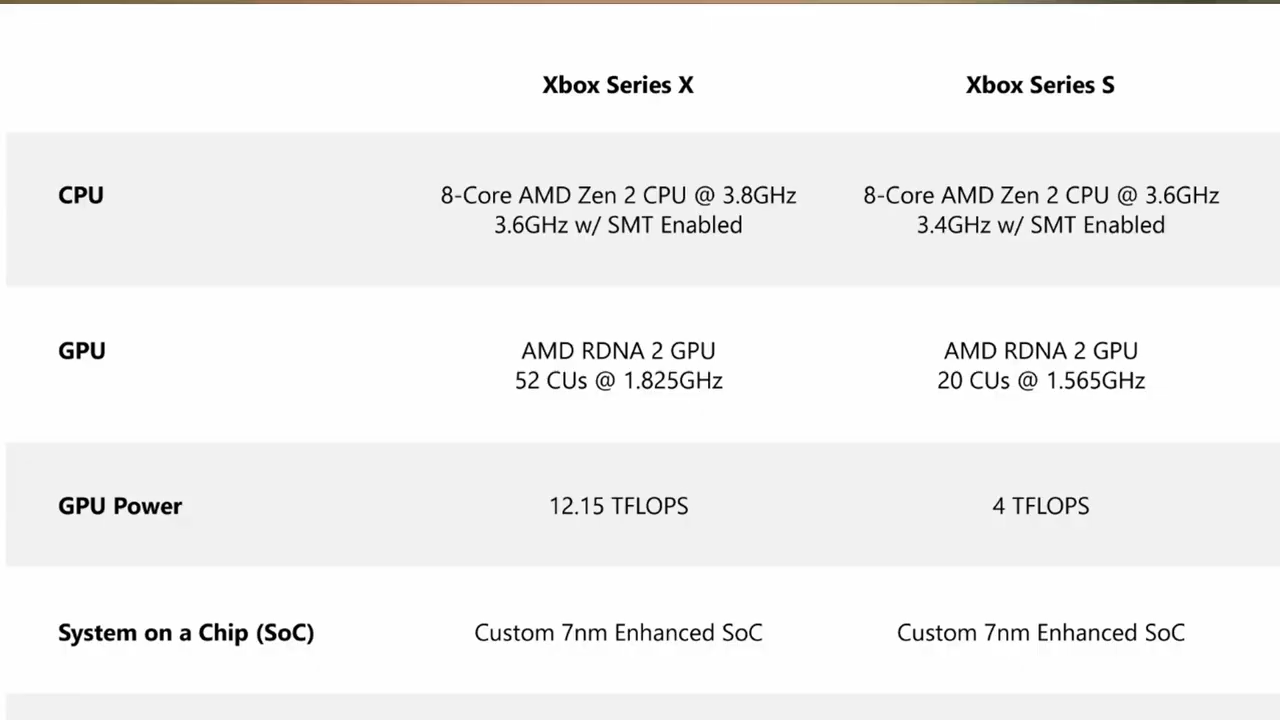 Xbox Series X Xbox Series S
CPU 8-Core AMD Zen 2 CPU @ 3.8GHz 8-Core AMD Zen 2 CPU @ 3.6GHz
3.6GHz w/ SMT Enabled 3.4GHz w/ SMT Enabled
GPU AMD RDNA 2 GPU AMD RDNA 2 GPU
52 CUs @ 1.825GHz 20 CUs @ 1.565GHz
GPU Power 12.15 TFLOPS 4 TFLOPS
System on a Chip (SoC) Custom 7nm Enhanced SoC Custom 7nm Enhanced SoC